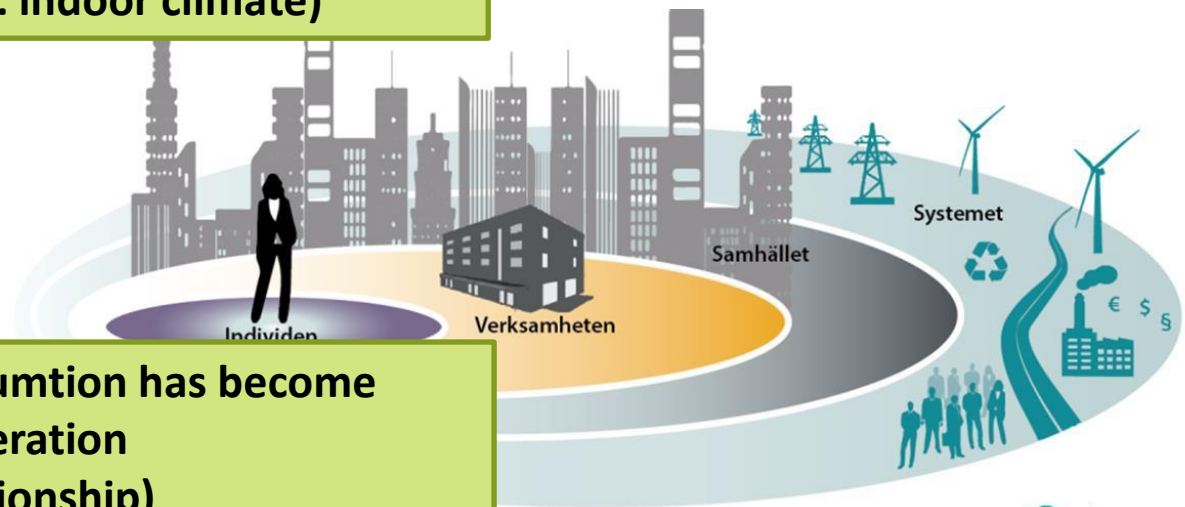 indoor climate)
Systemet
Samhället
Verksamheten
Individen
€ $ §
umtion has become
eration
ionship)